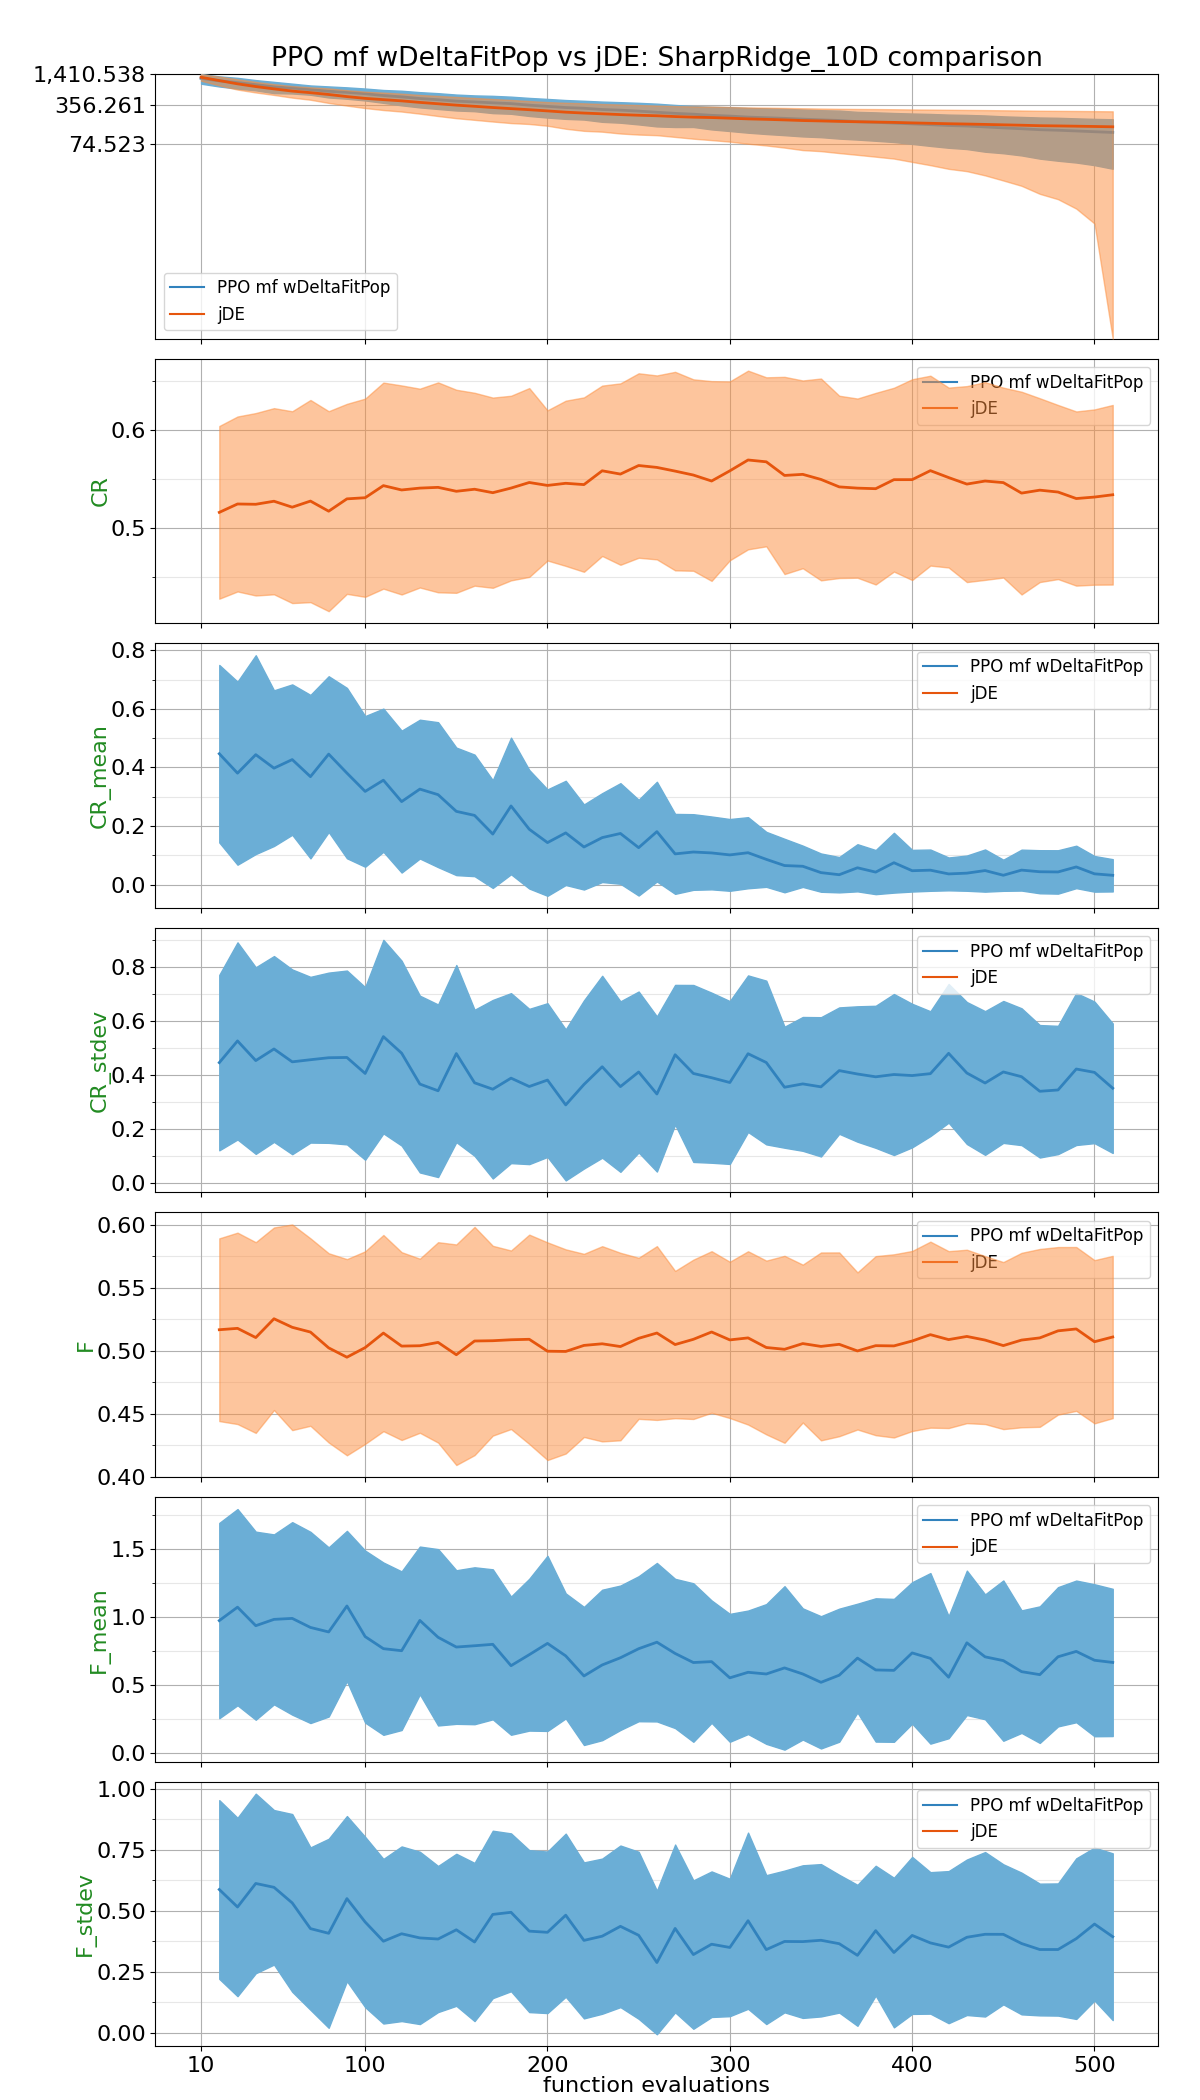 PPO mf wDeltaFitPop vs jDE: SharpRidge_10D comparison
1,410.538
356.261
74.523
PPO mf wDeltaFitPop
jDE
PPO mf wDeltaFitPop
jDE
0.6
0.5
CR
PPO mf wDeltaFitPop
jDE
0.8
0.6
0.4
0.2
0.0
CR_mean
PPO mf wDeltaFitPop
jDE
0.8
0.6
0.4
0.2
0.0
CR_stdev
PPO mf wDeltaFitPop
jDE
0.60
0.55
0.50
0.45
0.40
F
PPO mf wDeltaFitPop
jDE
1.5
1.0
0.5
0.0
F_mean
PPO mf wDeltaFitPop
jDE
1.00
0.75
0.50
0.25
0.00
F_stdev
10 100 200 300 400 500
function evaluations